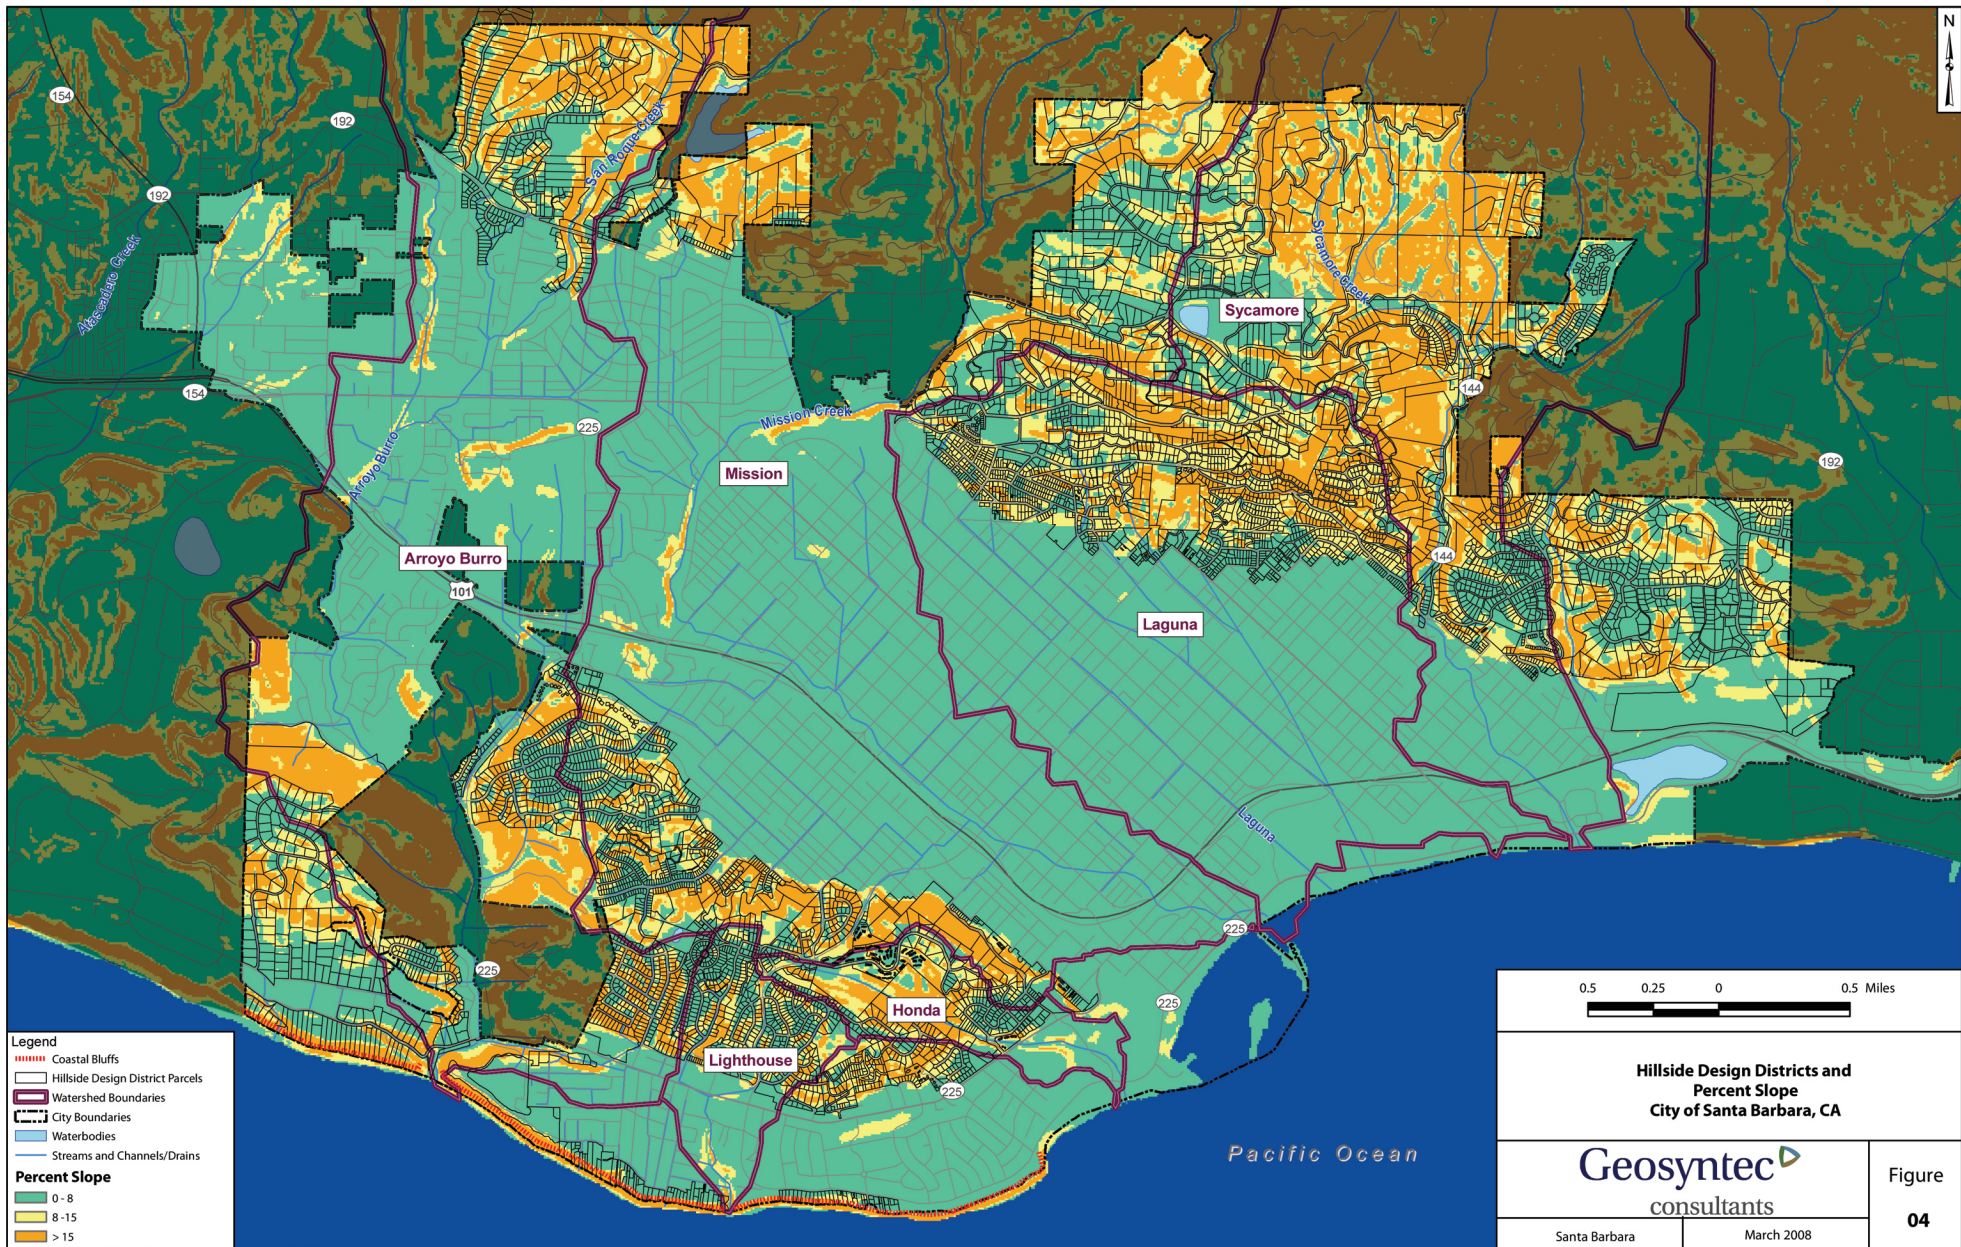 N
154
192
192
San Roque Creek
Atascadero Creek
Sycamore Creek
Sycamore
154
144
Mission Creek
225
Arroyo Burro
Mission
192
Arroyo Burro
101
144
Laguna
Laguna
225
225
225
Honda
Lighthouse
225
Pacific Ocean
Legend
Coastal Bluffs
Hillside Design District Parcels
Watershed Boundaries
City Boundaries
Waterbodies
Streams and Channels/Drains
Percent Slope
0 - 8
8 -15
> 15
0.5 0.25 0 0.5 Miles
Hillside Design Districts and
Percent Slope
City of Santa Barbara, CA
Geosyntec
consultants
Figure
04
Santa Barbara
March 2008